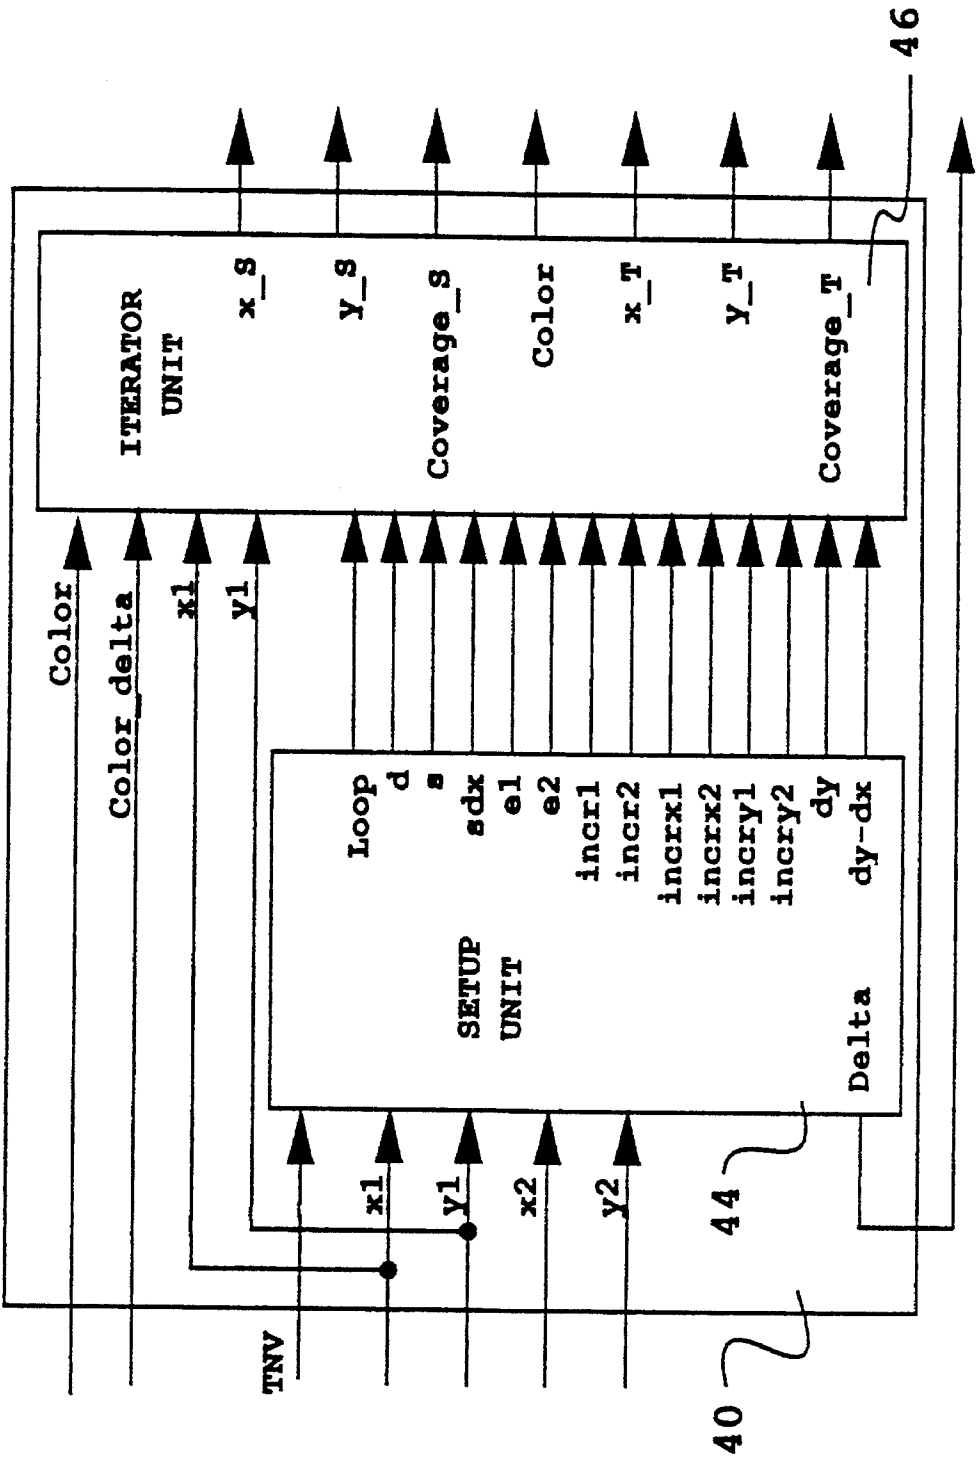 Color
Color_delta
x1
y1
TNV
x1
y1
x2
y2
SETUP
UNIT
Loop
d
s
sdx
e1
e2
incr1
incr2
incrx1
incrx2
incry1
incry2
dy
dy-dx
Delta
ITERATOR
UNIT
x_S
y_S
Coverage_S
Color
x_T
y_T
Coverage_T
40
44
46